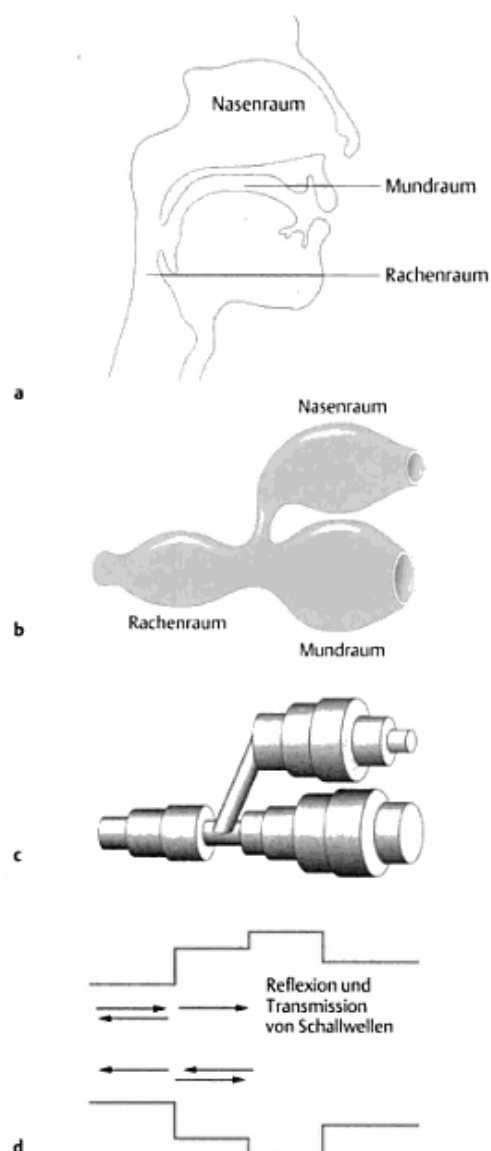 Nasenraum
Mundraum
Rachenraum
a
Nasenraum
Rachenraum
Mundraum
b
c
Reflexion und
Transmission
von Schallwellen
d